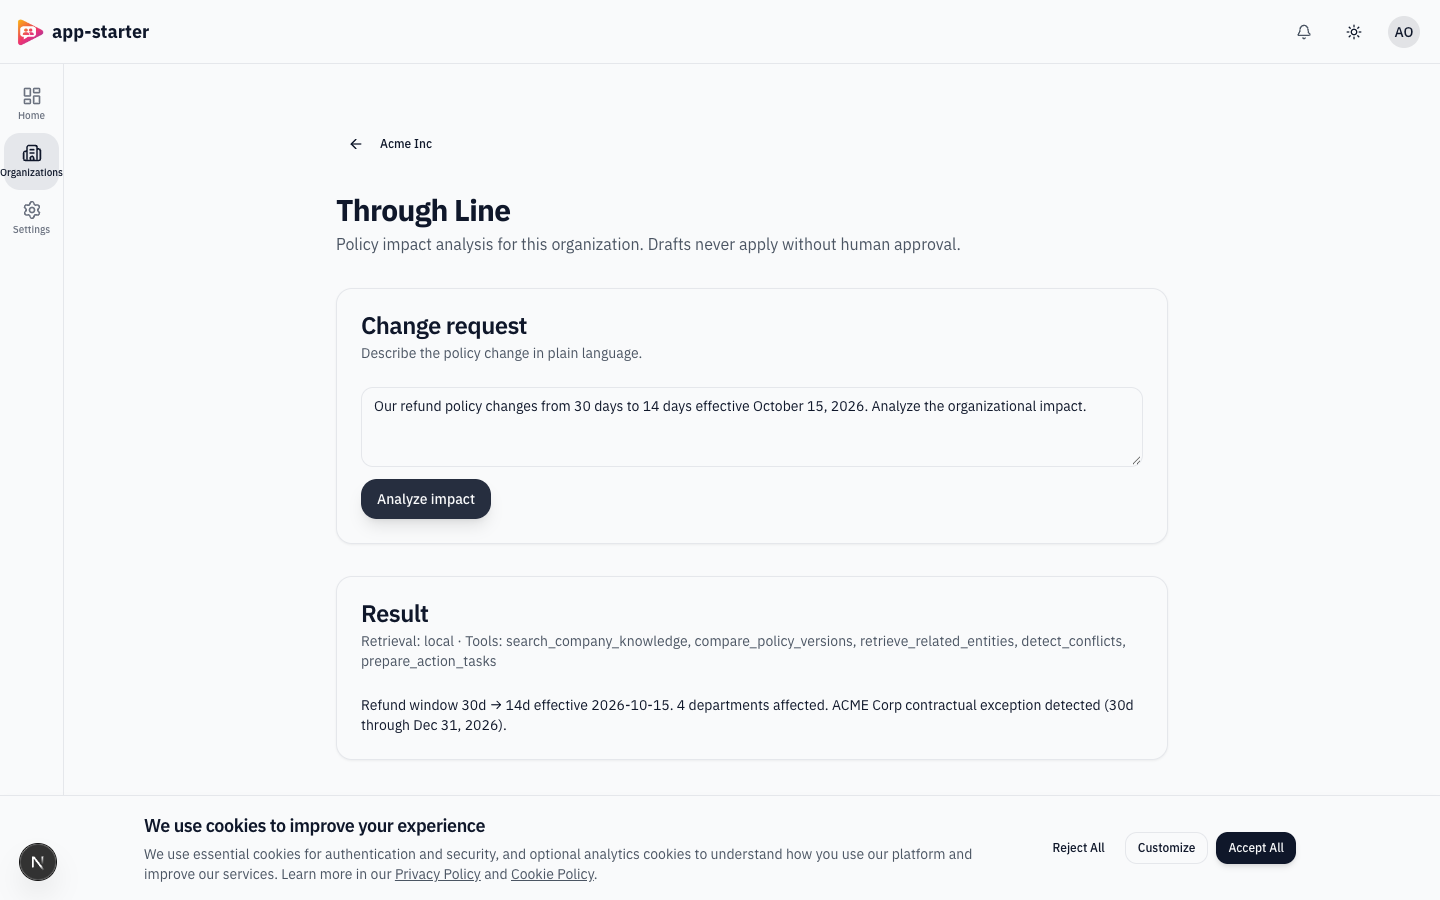 app-starter
AO
Home
Organizations
Settings
Acme Inc
Through Line
Policy impact analysis for this organization. Drafts never apply without human approval.
Change request
Describe the policy change in plain language.
Our refund policy changes from 30 days to 14 days effective October 15, 2026. Analyze the organizational impact.
Analyze impact
Result
Retrieval: local · Tools: search_company_knowledge, compare_policy_versions, retrieve_related_entities, detect_conflicts,
prepare_action_tasks
Refund window 30d → 14d effective 2026-10-15. 4 departments affected. ACME Corp contractual exception detected (30d
through Dec 31, 2026).
We use cookies to improve your experience
We use essential cookies for authentication and security, and optional analytics cookies to understand how you use our platform and
improve our services. Learn more in our Privacy Policy and Cookie Policy.
Reject All
Customize
Accept All
N